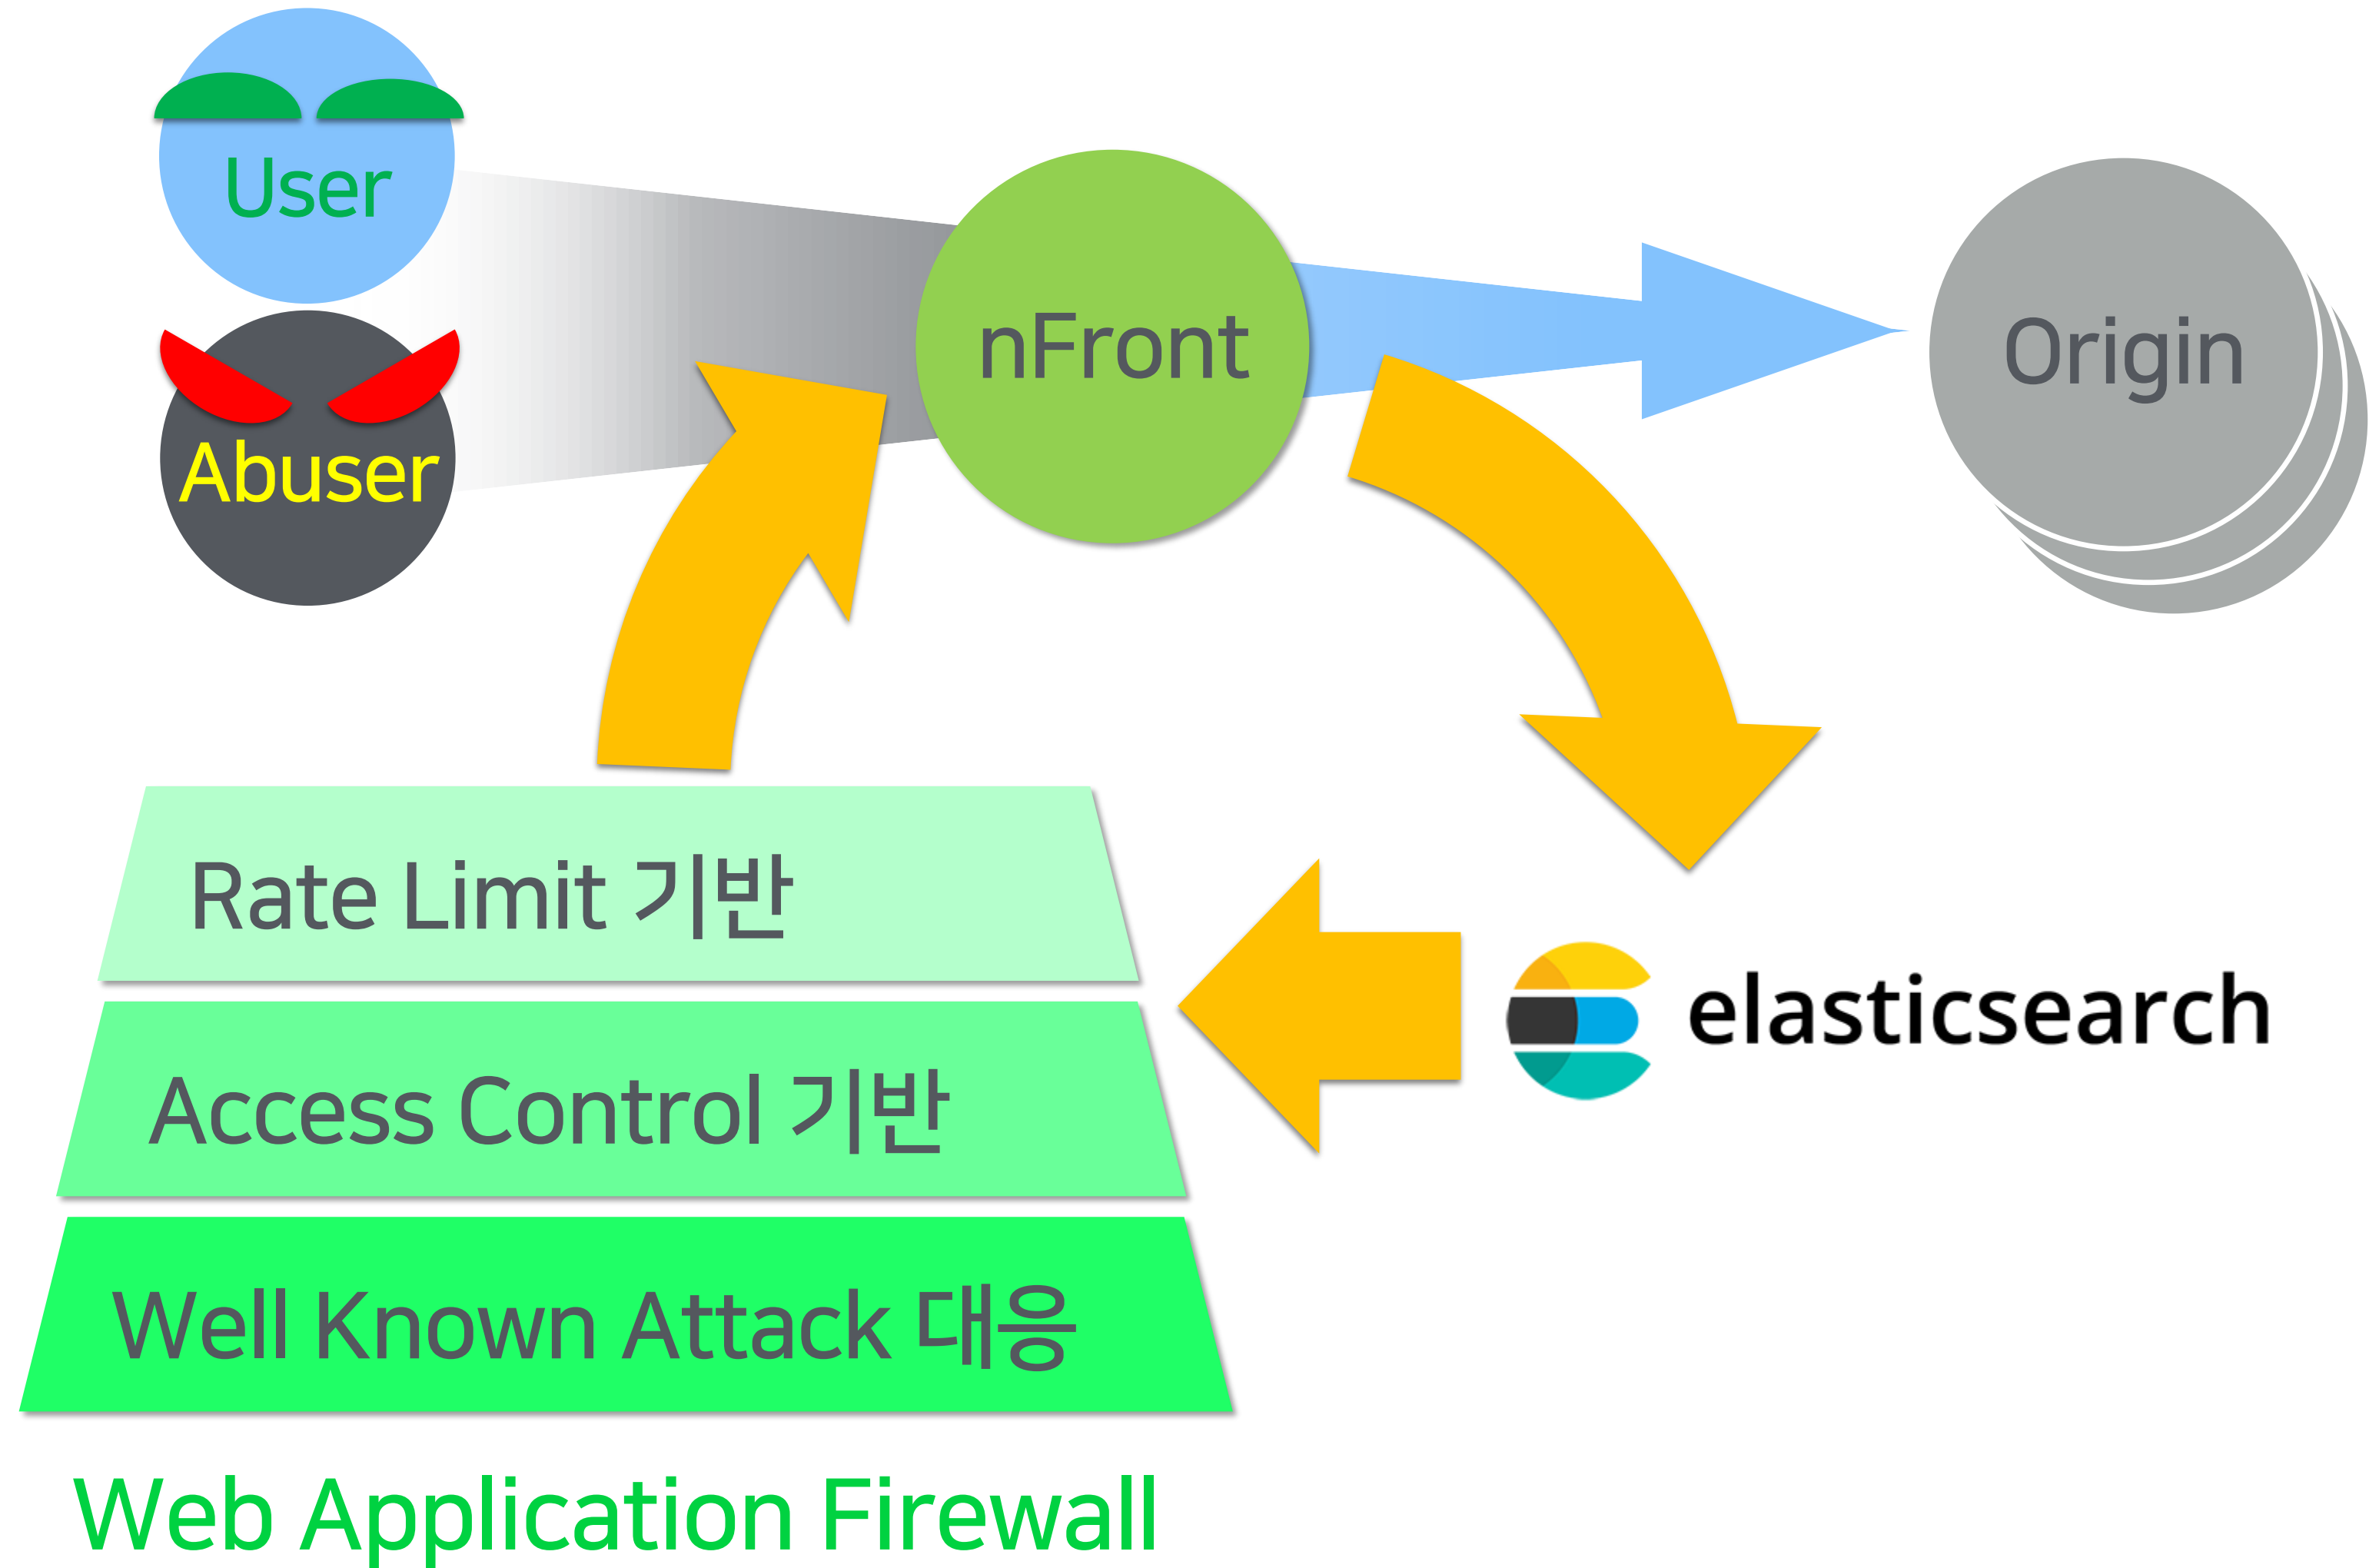 User
Abuser
nFront
Origin
Rate Limit 기반
Access Control 기반
Well Known Attack 대응
elasticsearch
Web Application Firewall